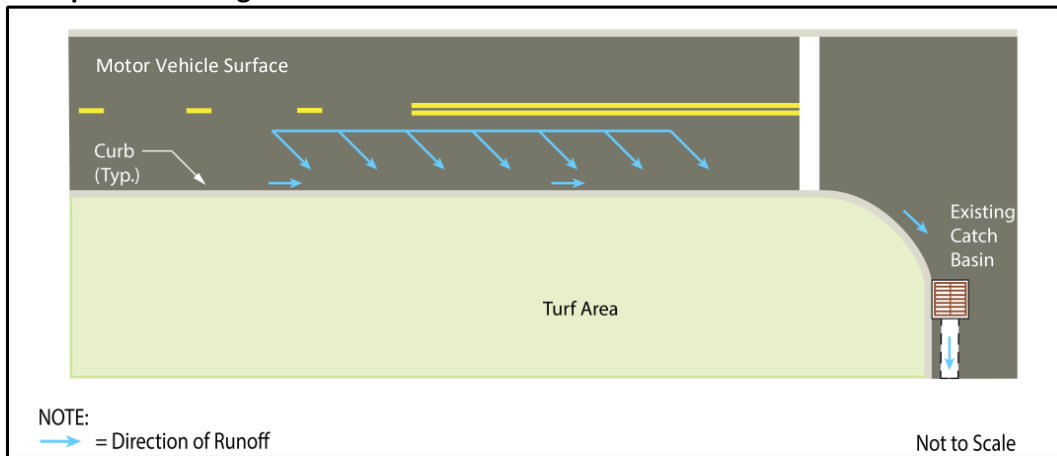 Motor Vehicle Surface
Curb
(Typ.)
Existing
Catch
Basin
Turf Area
NOTE:
= Direction of Runoff
Not to Scale